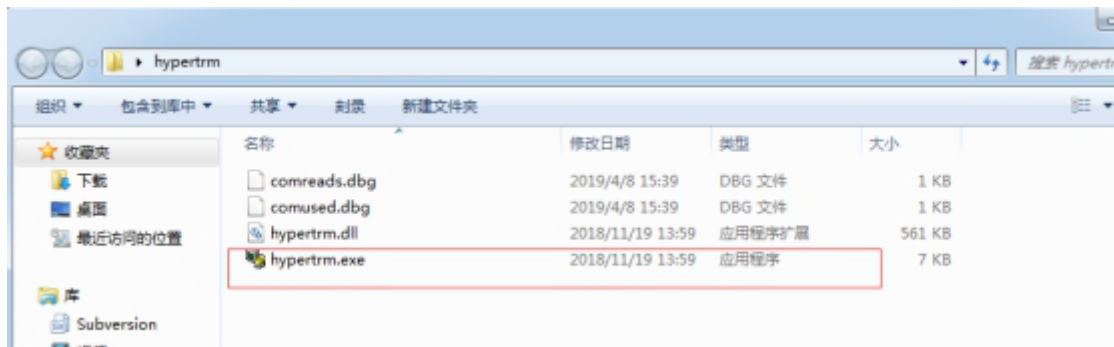 hypertrm
搜索 hypertr
组织 包含到库中 共享 刻录 新建文件夹
收藏夹
下载
桌面
最近访问的位置
库
Subversion
名称 修改日期 类型 大小
comreads.dbg 2019/4/8 15:39 DBG 文件 1 KB
comused.dbg 2019/4/8 15:39 DBG 文件 1 KB
hypertrm.dll 2018/11/19 13:59 应用程序扩展 561 KB
hypertrm.exe 2018/11/19 13:59 应用程序 7 KB